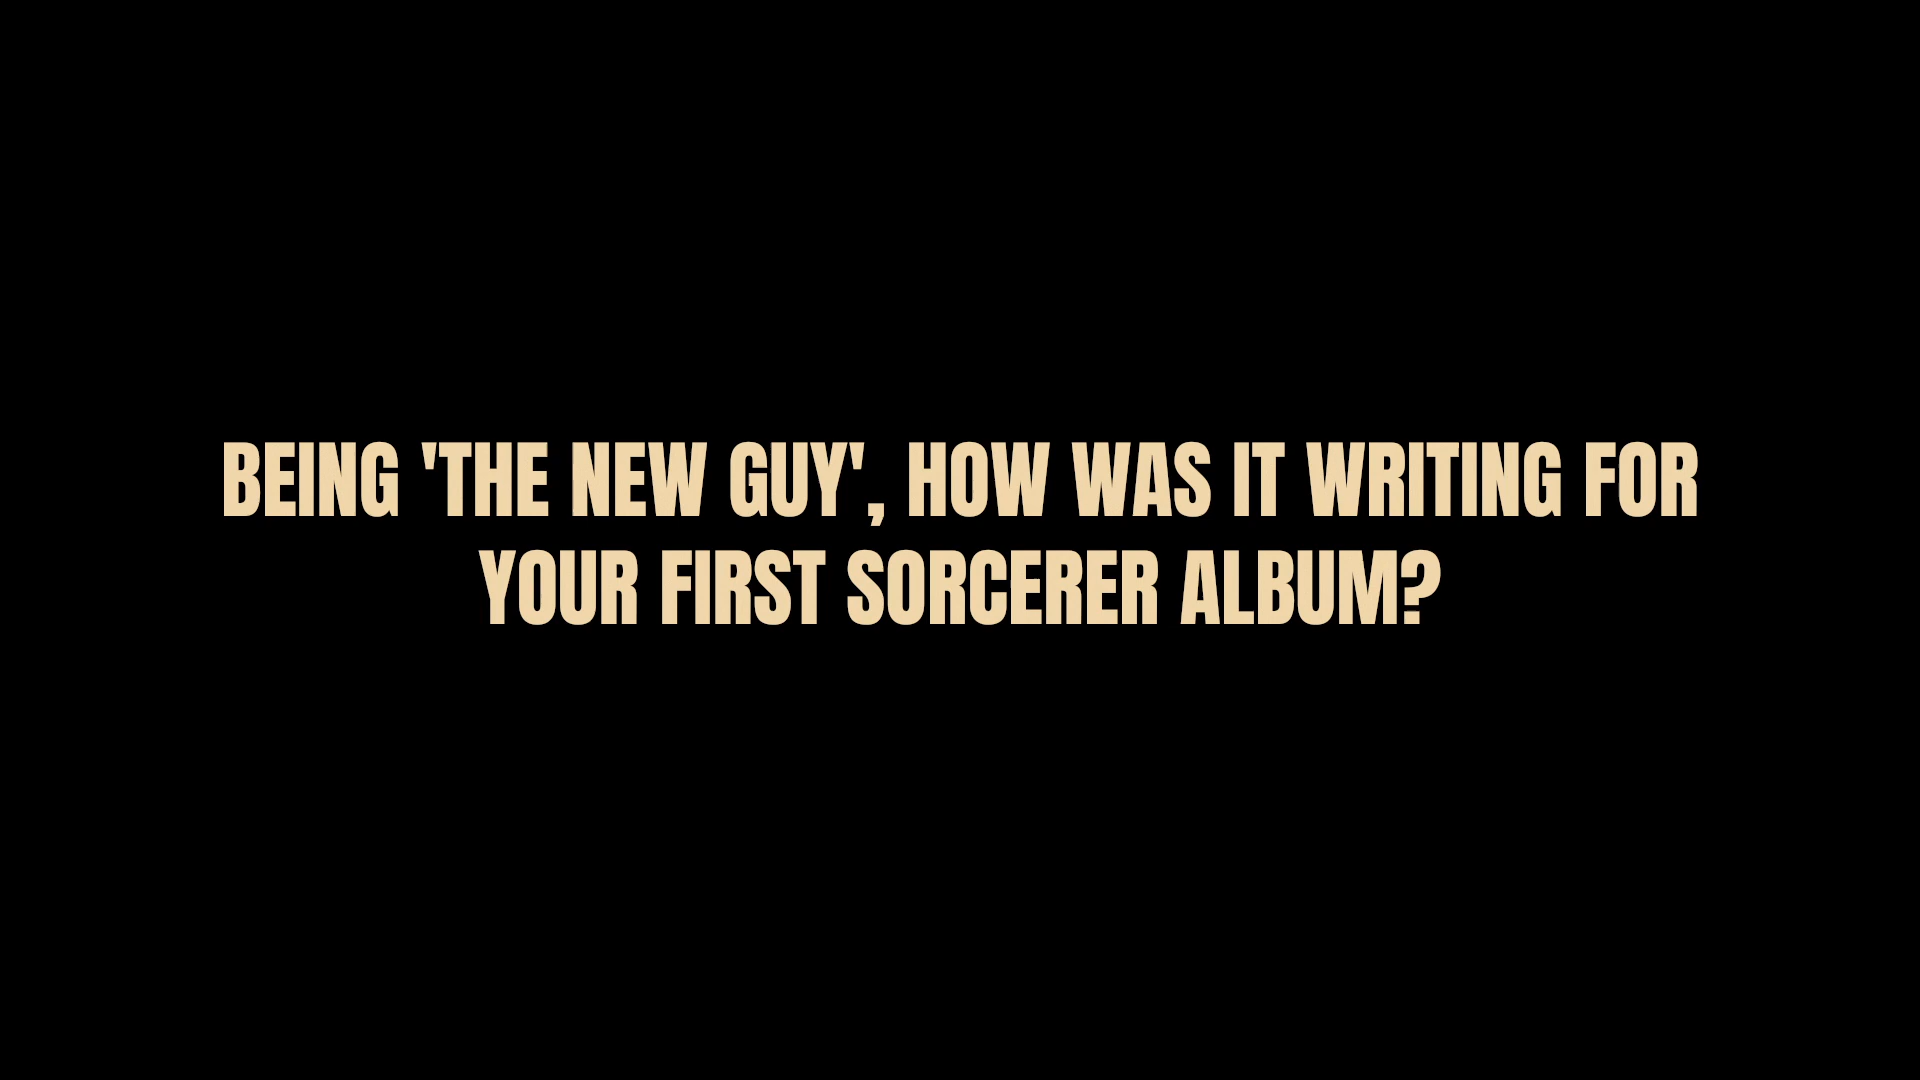 BEING 'THE NEW GUY', HOW WAS IT WRITING FOR
YOUR FIRST SORCERER ALBUM?